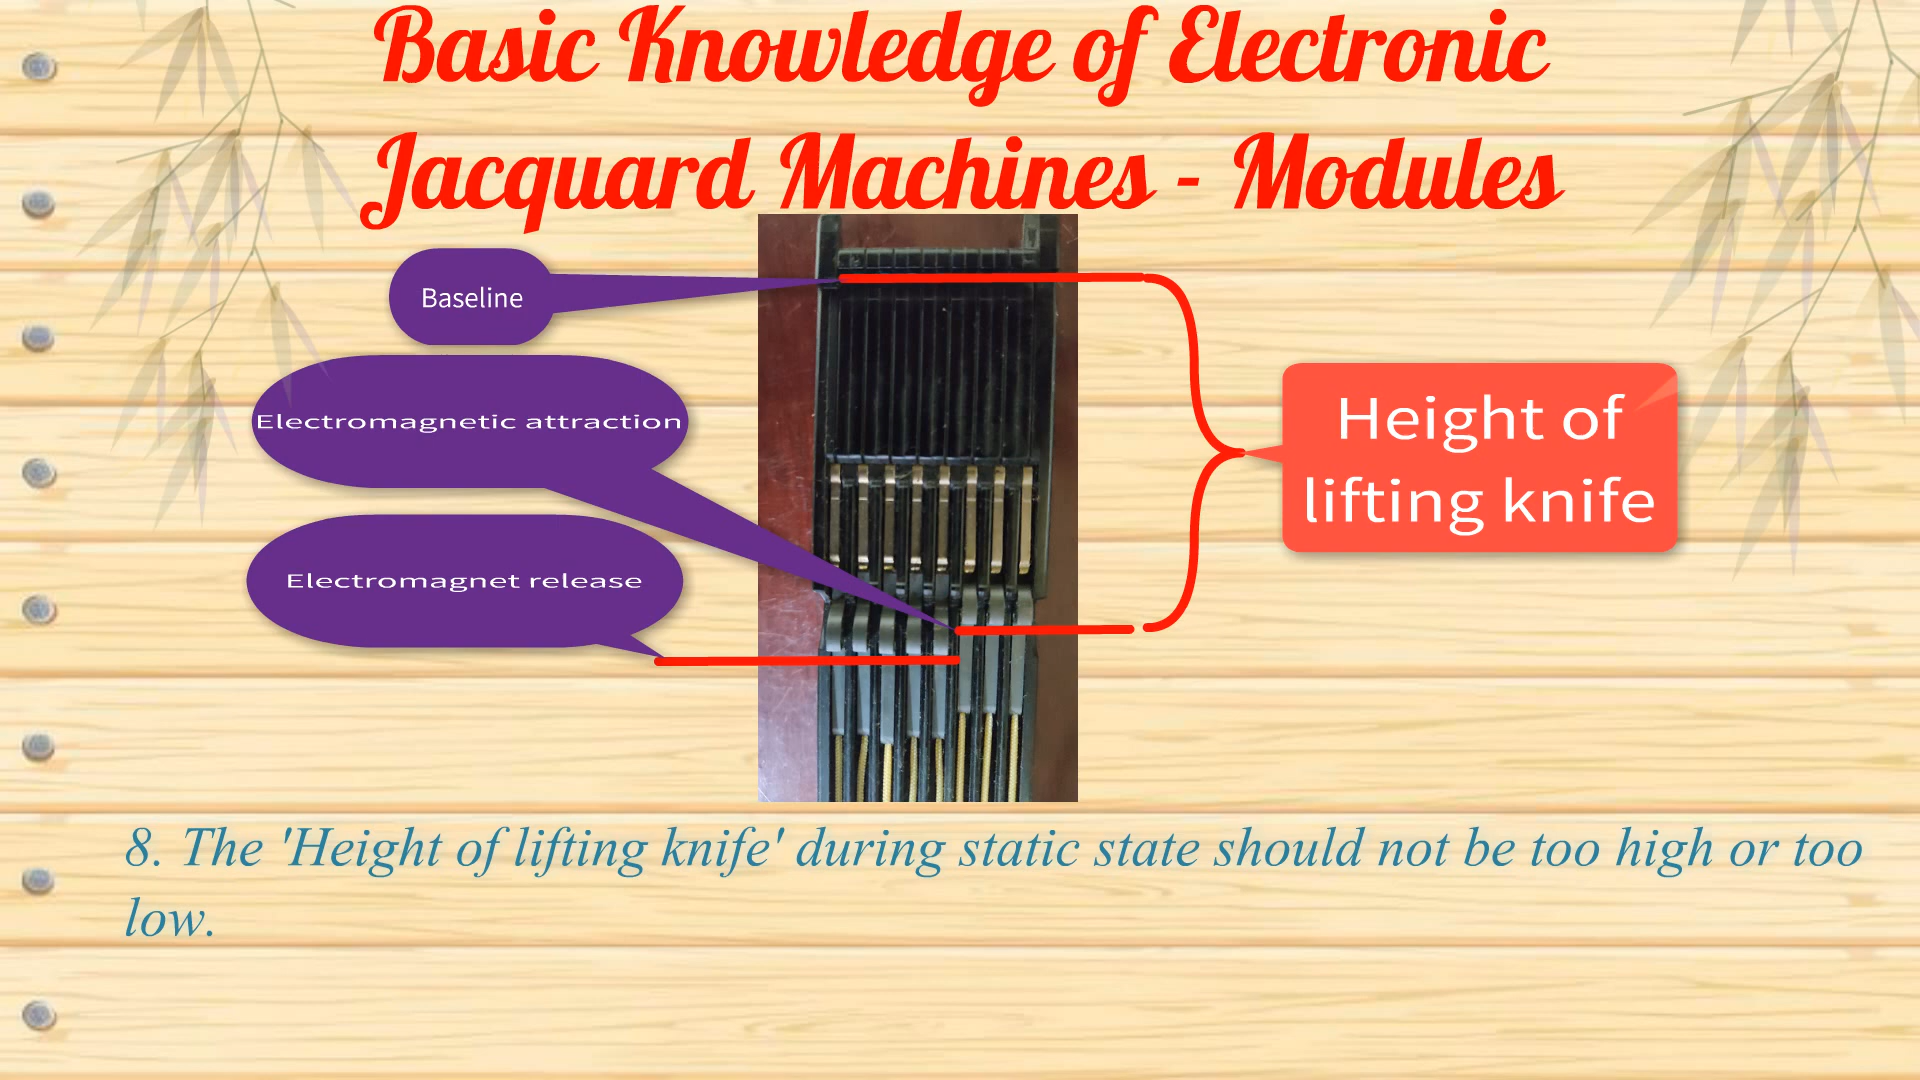 Basic Knowledge of Electronic
Jacquard Machines - Modules
Baseline
Electromagnetic attraction
Electromagnet release
Height of
lifting knife
8. The 'Height of lifting knife' during static state should not be too high or too
low.